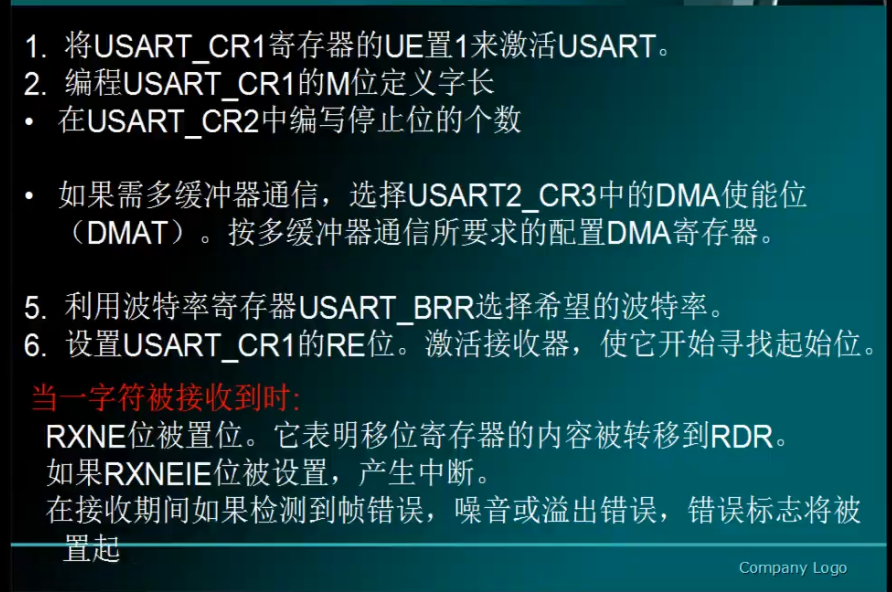 1. 将USART_CR1寄存器的UE置1来激活USART。
2. 编程USART_CR1的M位定义字长
• 在USART_CR2中编写停止位的个数
• 如果需多缓冲器通信，选择USART2_CR3中的DMA使能位
（DMAT）。按多缓冲器通信所要求的配置DMA寄存器。
5. 利用波特率寄存器USART_BRR选择希望的波特率。
6. 设置USART_CR1的RE位。激活接收器，使它开始寻找起始位。
当一字符被接收到时:
RXNE位被置位。它表明移位寄存器的内容被转移到RDR。
如果RXNEIE位被设置，产生中断。
在接收期间如果检测到帧错误，噪音或溢出错误，错误标志将被
置起
Company Logo